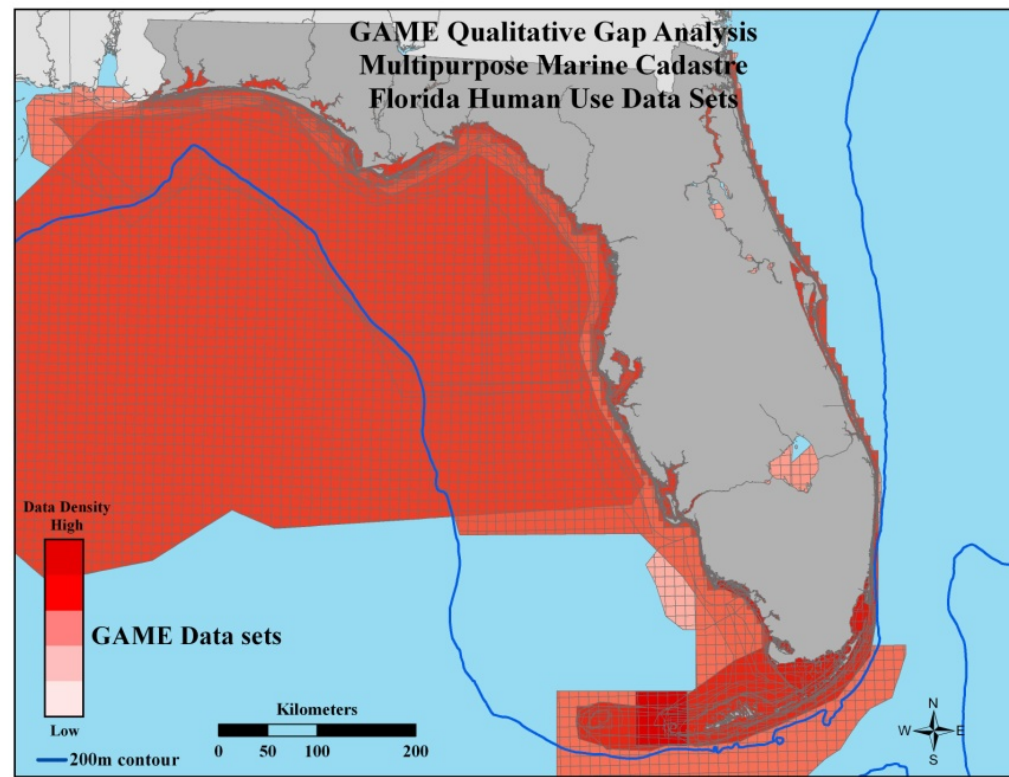 GAME Qualitative Gap Analysis
Multipurpose Marine Cadastre
Florida Human Use Data Sets
Data Density
High
GAME Data sets
Low
Kilometers
0 50 100 200
200m contour
N
W E
S